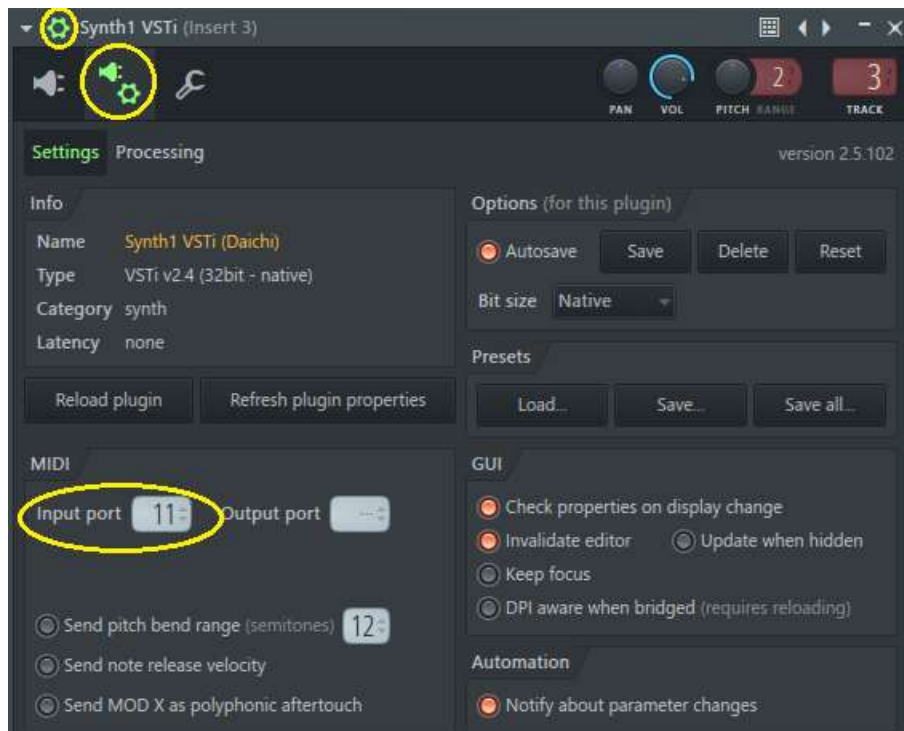 Synth1 VSTi (Insert 3)
2
3
PAN VOL PITCH RANGE TRACK
Settings Processing
version 2.5.102
Info
Name Synth1 VSTi (Daichi)
Type VSTi v2.4 (32bit - native)
Category synth
Latency none
Reload plugin
Refresh plugin properties
Options (for this plugin)
Autosave
Save
Delete
Reset
Bit size Native
Presets
Load...
Save...
Save all...
MIDI
Input port 11 Output port ---
Send pitch bend range (semitones) 12
Send note release velocity
Send MOD X as polyphonic aftertouch
GUI
Check properties on display change
Invalidate editor Update when hidden
Keep focus
DPI aware when bridged (requires reloading)
Automation
Notify about parameter changes